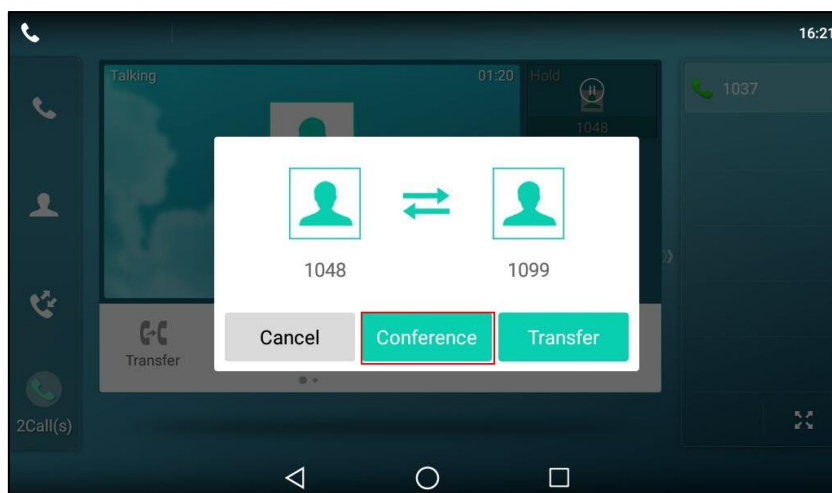 16:21
Talking 01:20 Hold
1037
1048
1048 1099
Cancel Conference Transfer
Transfer
2Call(s)